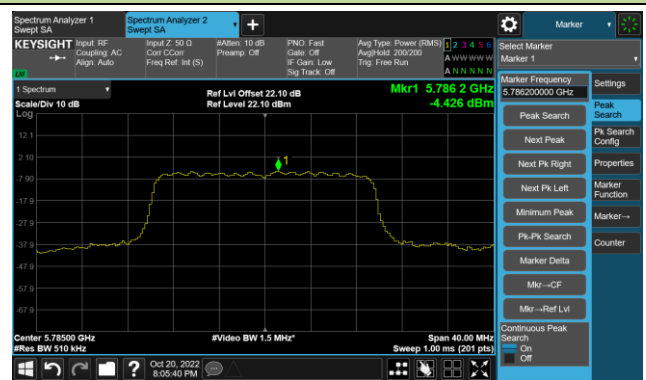 Spectrum Analyzer 1
Swept SA
Spectrum Analyzer 2
Swept SA
+
Marker
KEYSIGHT
Input: RF
Coupling: AC
Align: Auto
Input Z: 50 Ω
Corr CCorr
Freq Ref: Int (S)
#Atten: 10 dB
Preamp: Off
PNO: Fast
Gate: Off
IF Gain: Low
Sig Track: Off
Avg Type: Power (RMS)
Avg|Hold: 200/200
Trig: Free Run
1 2 3 4 5 6
A W W W W W
A N N N N N
LXI
Select Marker
Marker 1
1 Spectrum
Scale/Div 10 dB
Log
Ref Lvl Offset 22.10 dB
Ref Level 22.10 dBm
Mkr1 5.786 2 GHz
-4.426 dBm
12.1
2.10
-7.90
-17.9
-27.9
-37.9
-47.9
-57.9
-67.9
1
Center 5.78500 GHz
#Res BW 510 kHz
#Video BW 1.5 MHz*
Span 40.00 MHz
Sweep 1.00 ms (201 pts)
Marker Frequency
5.786200000 GHz
Peak Search
Next Peak
Next Pk Right
Next Pk Left
Minimum Peak
Pk-Pk Search
Marker Delta
Mkr→CF
Mkr→Ref Lvl
Continuous Peak
Search
On
Off
Settings
Peak
Search
Pk Search
Config
Properties
Marker
Function
Marker→
Counter
?
Oct 20, 2022
8:05:40 PM